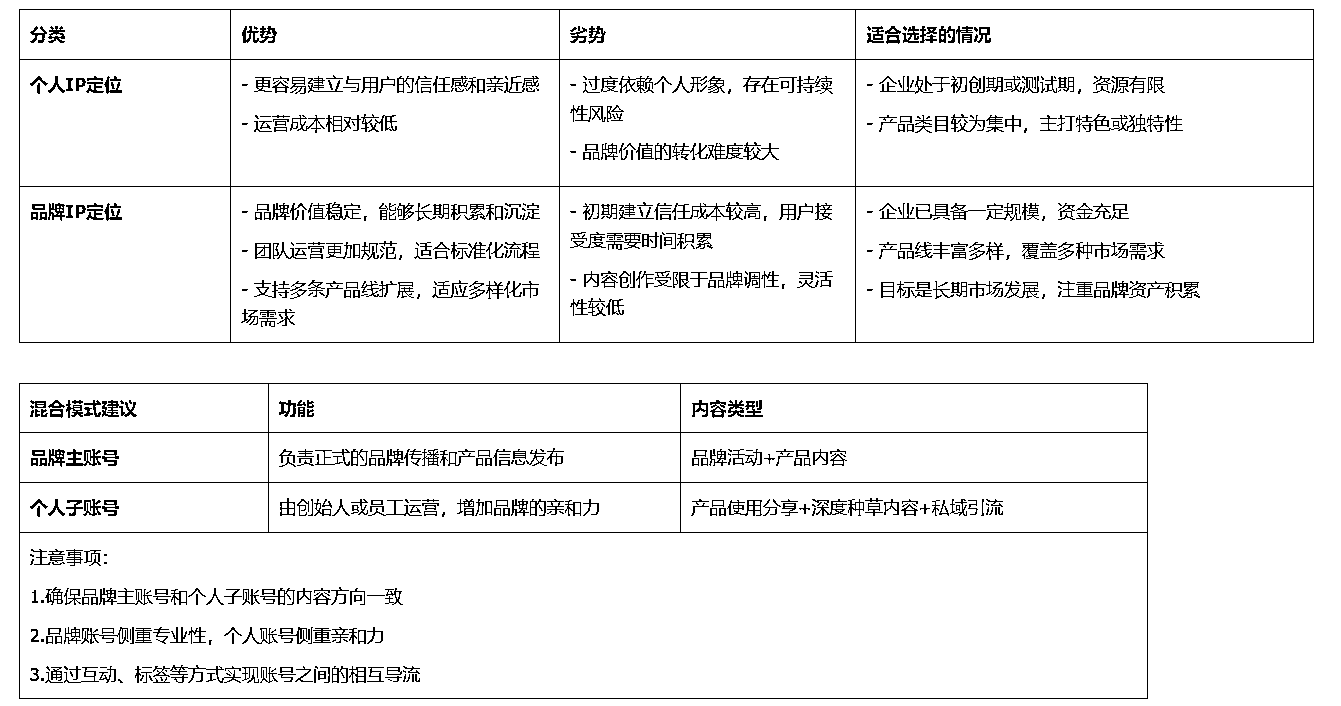 分类
优势
劣势
适合选择的情况
个人IP定位
- 更容易建立与用户的信任感和亲近感
- 运营成本相对较低
- 过度依赖个人形象，存在可持续
性风险
- 品牌价值的转化难度较大
- 企业处于初创期或测试期，资源有限
- 产品类目较为集中，主打特色或独特性
品牌IP定位
- 品牌价值稳定，能够长期积累和沉淀
- 团队运营更加规范，适合标准化流程
- 支持多条产品线扩展，适应多样化市
场需求
- 初期建立信任成本较高，用户接
受度需要时间积累
- 内容创作受限于品牌调性，灵活
性较低
- 企业已具备一定规模，资金充足
- 产品线丰富多样，覆盖多种市场需求
- 目标是长期市场发展，注重品牌资产积累
混合模式建议
功能
内容类型
品牌主账号
负责正式的品牌传播和产品信息发布
品牌活动+产品内容
个人子账号
由创始人或员工运营，增加品牌的亲和力
产品使用分享+深度种草内容+私域引流
注意事项：
1.确保品牌主账号和个人子账号的内容方向一致
2.品牌账号侧重专业性，个人账号侧重亲和力
3.通过互动、标签等方式实现账号之间的相互导流